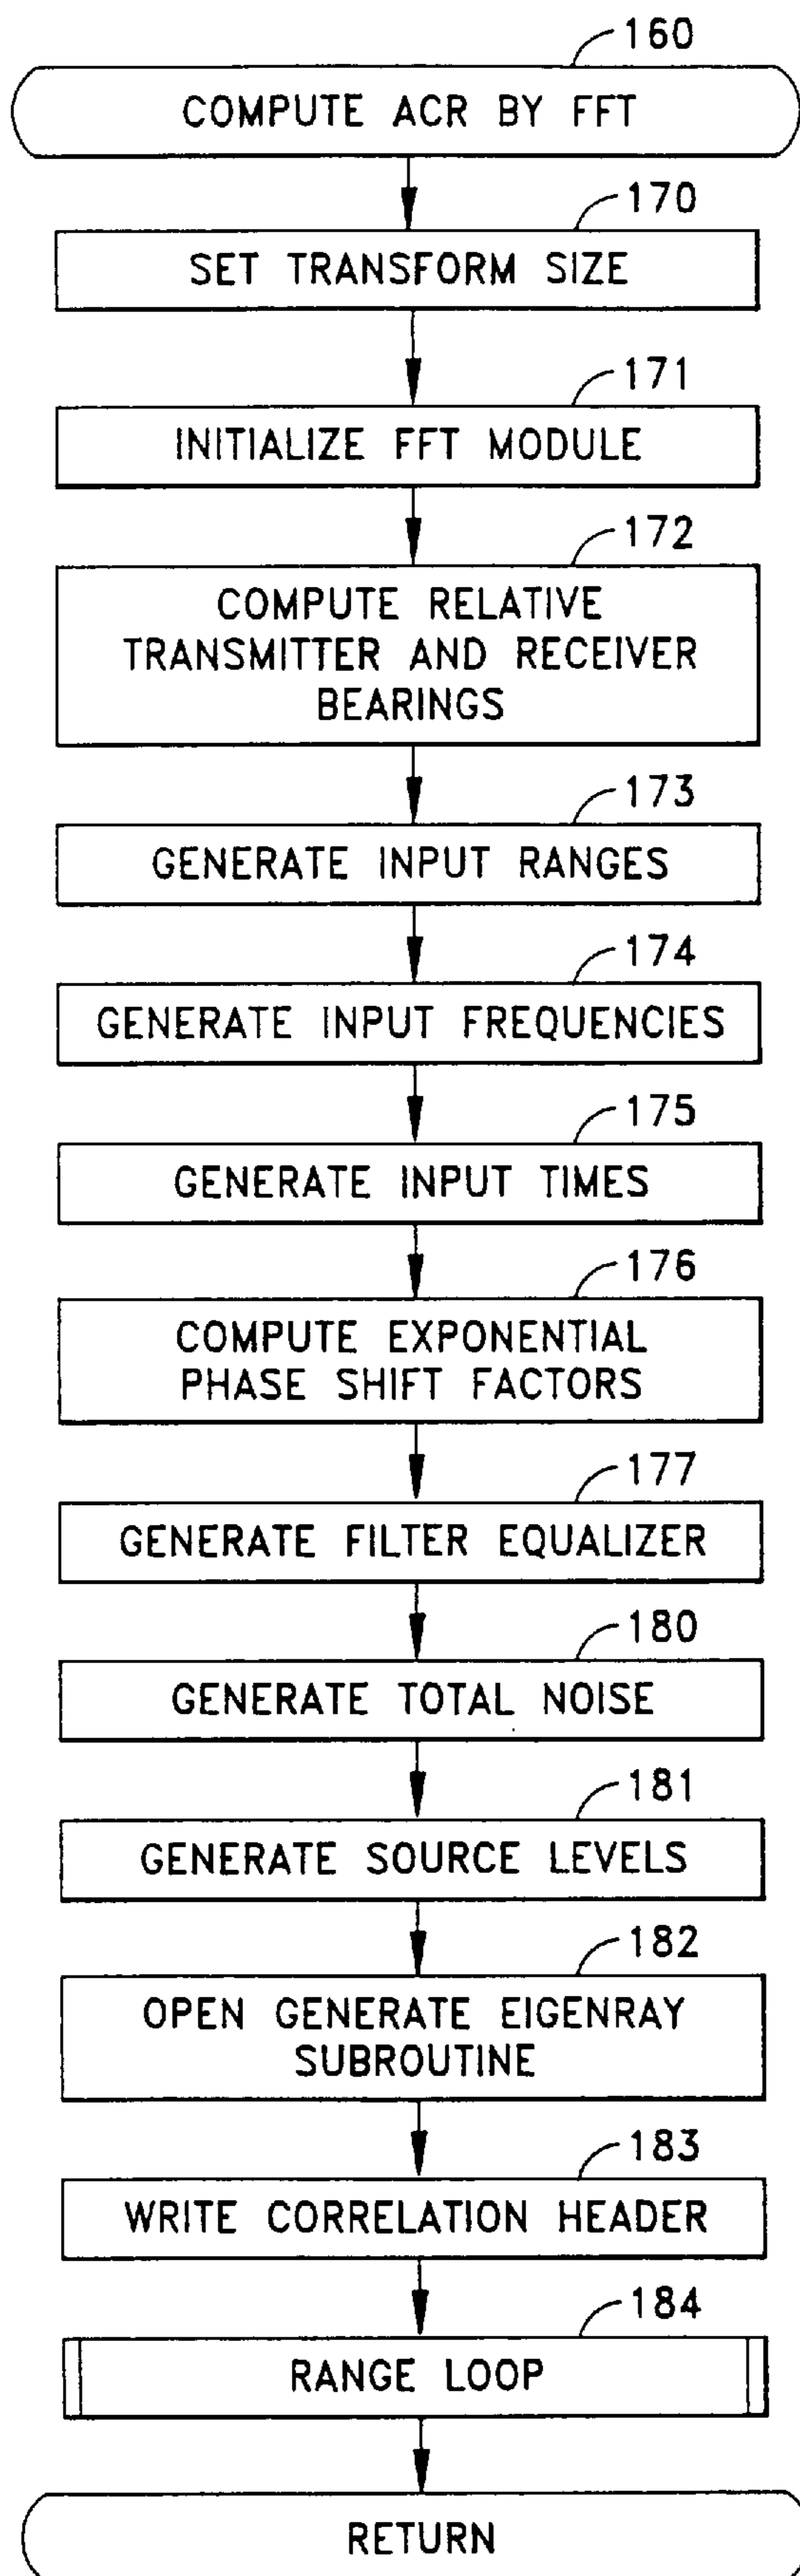 160
COMPUTE ACR BY FFT
170
SET TRANSFORM SIZE
171
INITIALIZE FFT MODULE
172
COMPUTE RELATIVE
TRANSMITTER AND RECEIVER
BEARINGS
173
GENERATE INPUT RANGES
174
GENERATE INPUT FREQUENCIES
175
GENERATE INPUT TIMES
176
COMPUTE EXPONENTIAL
PHASE SHIFT FACTORS
177
GENERATE FILTER EQUALIZER
180
GENERATE TOTAL NOISE
181
GENERATE SOURCE LEVELS
182
OPEN GENERATE EIGENRAY
SUBROUTINE
183
WRITE CORRELATION HEADER
184
RANGE LOOP
RETURN